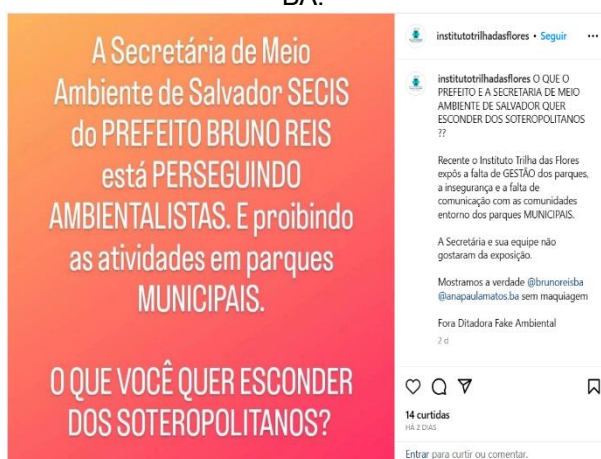 BA.
A Secretária de Meio
Ambiente de Salvador SECIS
do PREFEITO BRUNO REIS
está PERSEGUINDO
AMBIENTALISTAS. E proibindo
as atividades em parques
MUNICIPAIS.
O QUE VOCÊ QUER ESCONDER
DOS SOTEROPOLITANOS?
institutotrilhadasflores • Seguir
institutotrilhadasflores O QUE O
PREFEITO E A SECRETARIA DE MEIO
AMBIENTE DE SALVADOR QUER
ESCONDER DOS SOTEROPOLITANOS
??
Recente o Instituto Trilha das Flores
expôs a falta de GESTÃO dos parques,
a insegurança e a falta de
comunicação com as comunidades
entorno dos parques MUNICIPAIS.
A Secretária e sua equipe não
gostaram da exposição.
Mostramos a verdade @brunoreisba
@anapaulamatos.ba sem maquiagem
Fora Ditadora Fake Ambiental
2 d
14 curtidas
HÁ 2 DIAS
Entrar para curtir ou comentar.